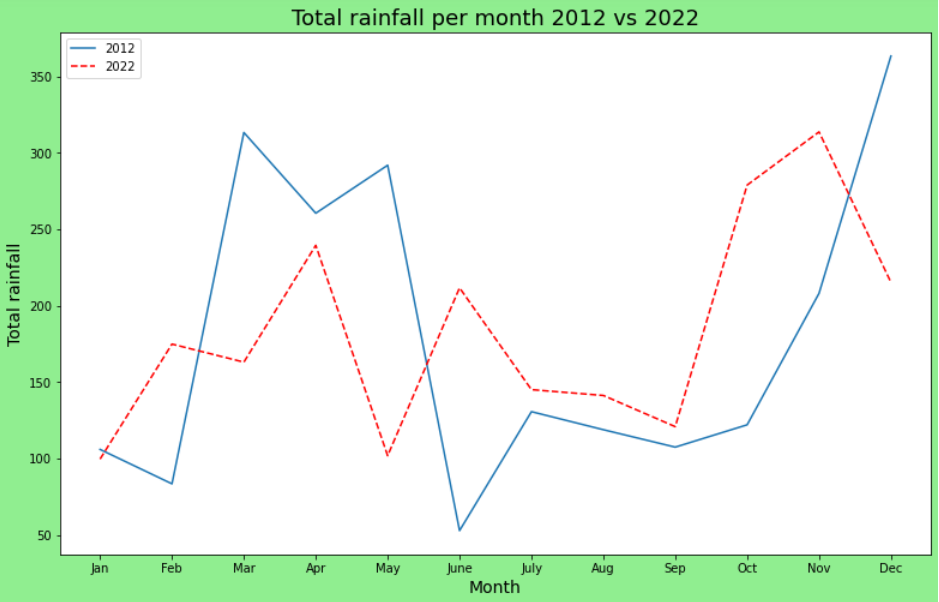 Total rainfall per month 2012 vs 2022
2012
2022
350
300
250
200
150
100
50
Total rainfall
Jan Feb Mar Apr May June July Aug Sep Oct Nov Dec
Month